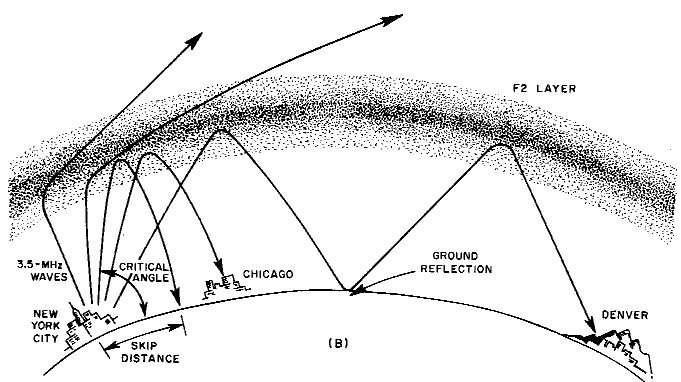 F2 LAYER
3.5-MHz
WAVES
CRITICAL
ANGLE
CHICAGO
GROUND
REFLECTION
NEW
YORK
CITY
DENVER
SKIP
DISTANCE
(B)